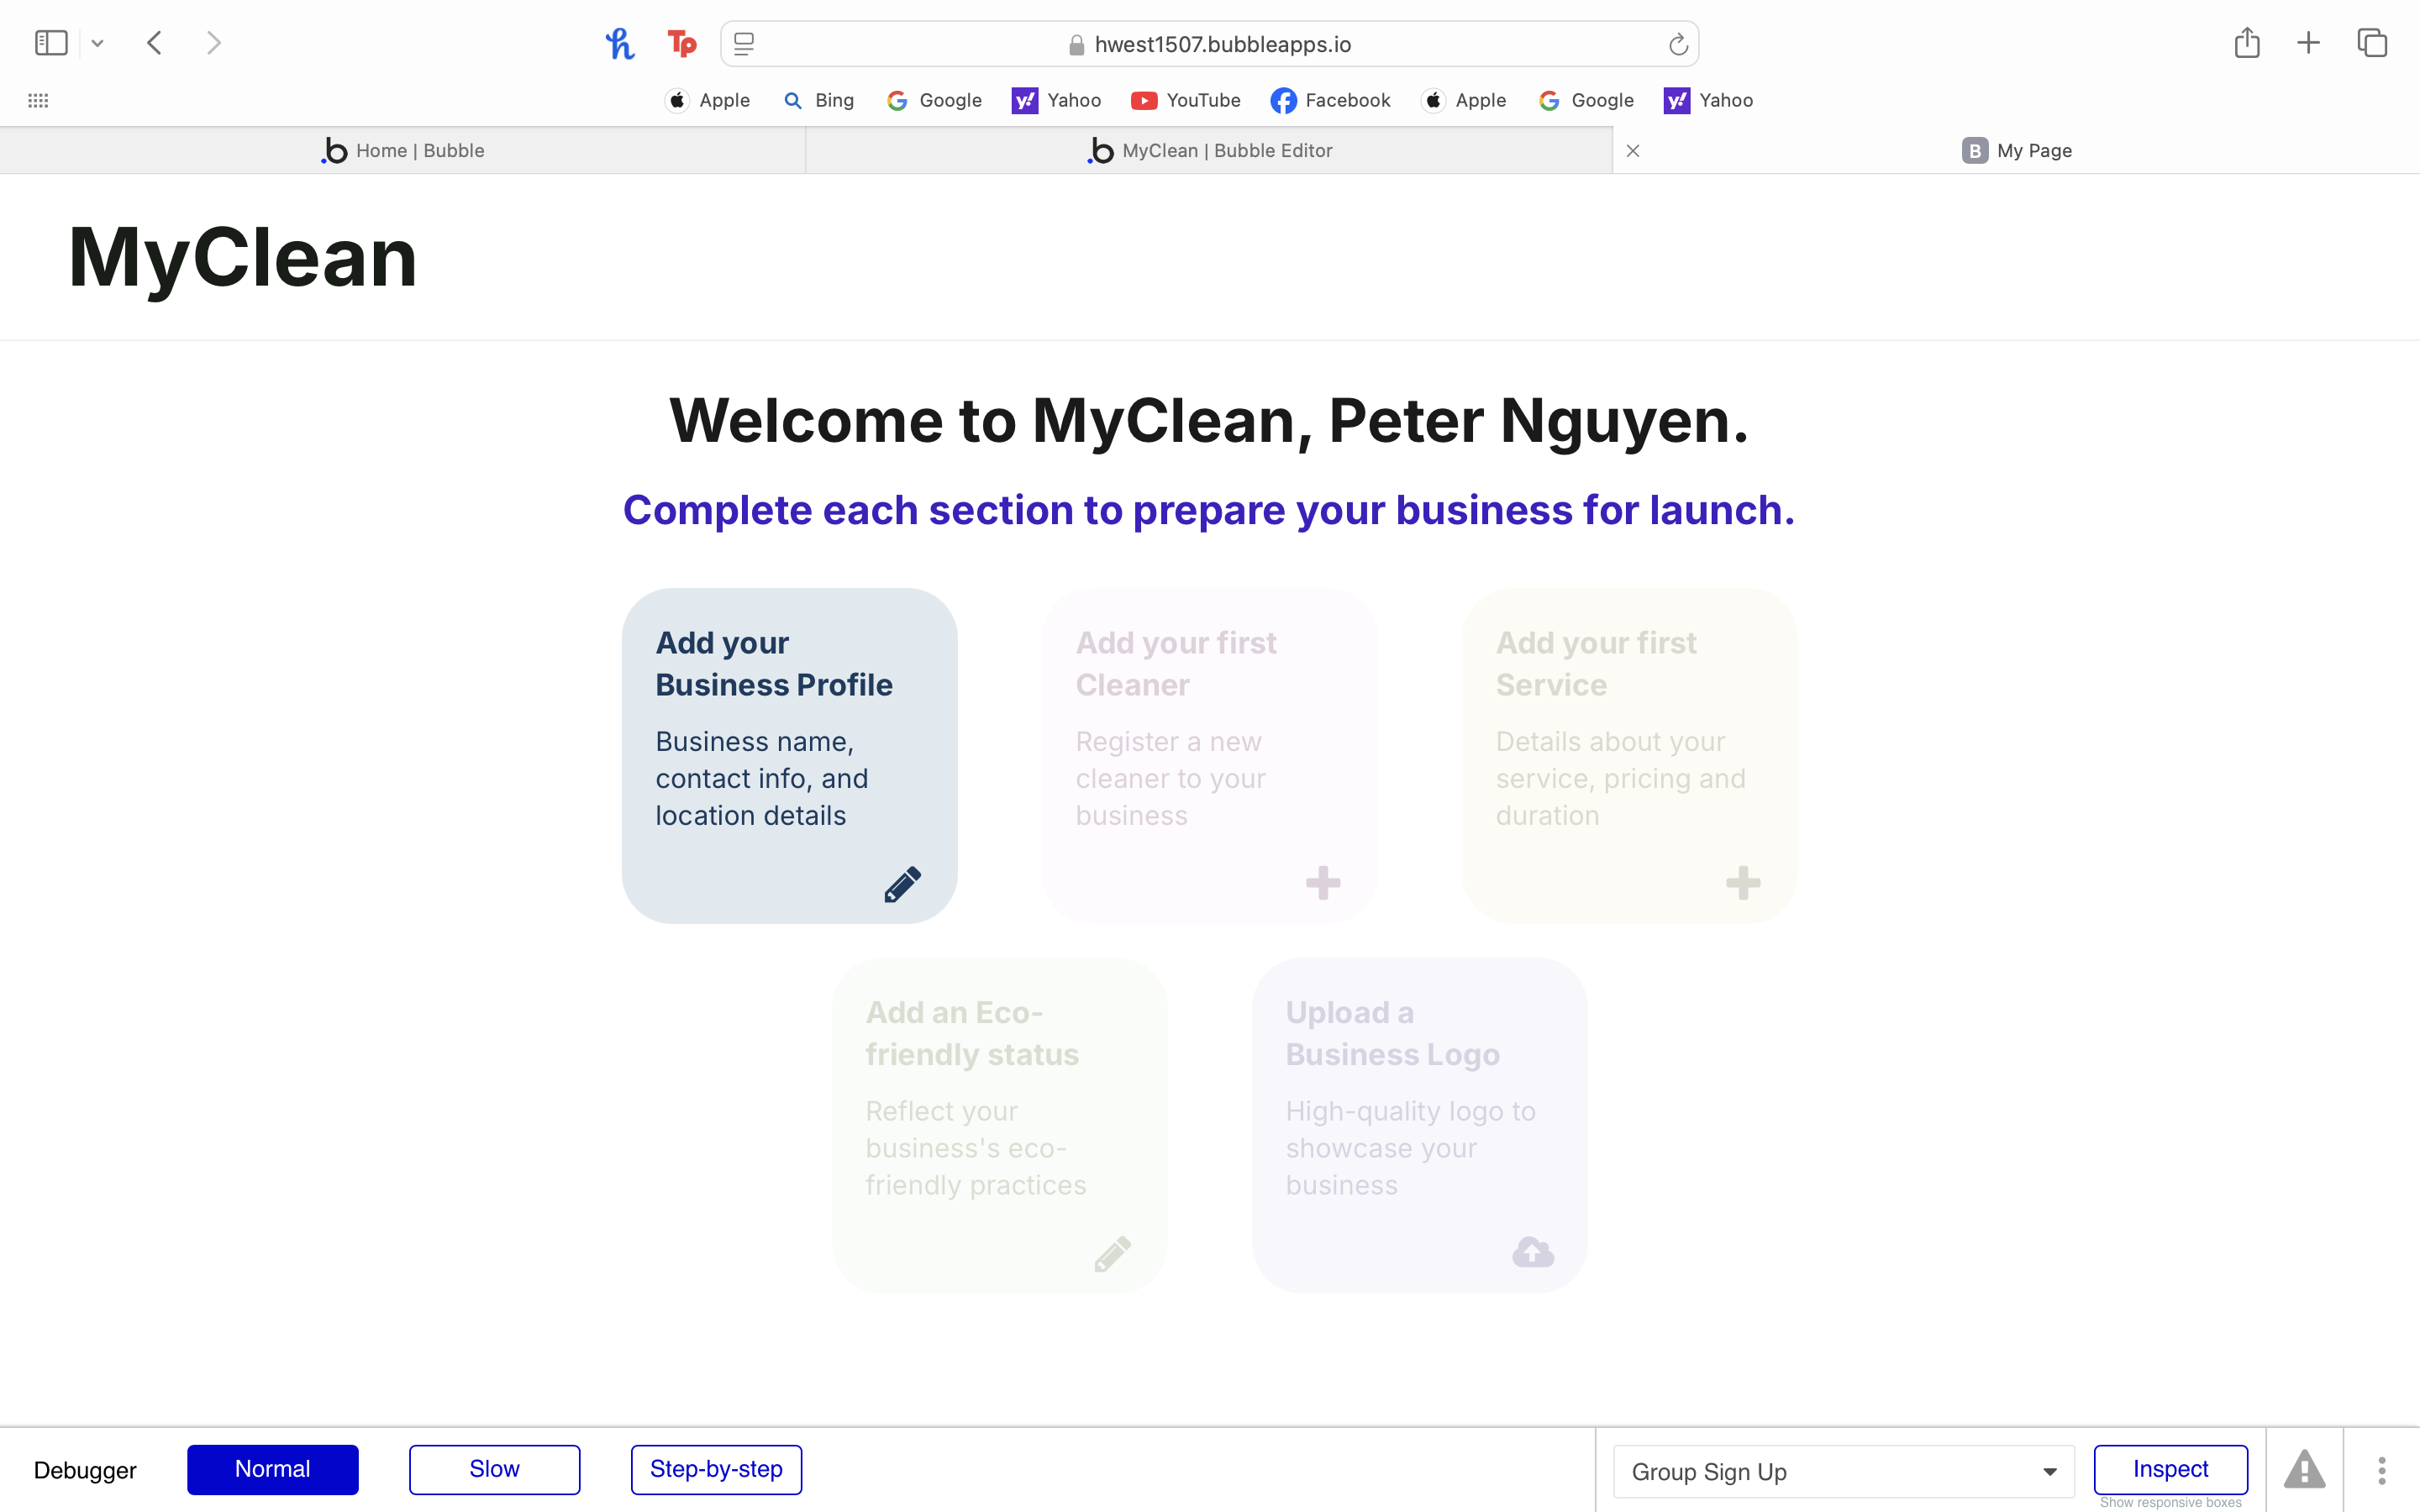 hwest1507.bubbleapps.io
Apple Bing Google Yahoo YouTube Facebook Apple Google Yahoo
Home | Bubble MyClean | Bubble Editor My Page
MyClean
Welcome to MyClean, Peter Nguyen.
Complete each section to prepare your business for launch.
Add your
Business Profile
Business name,
contact info, and
location details
Add your first
Cleaner
Register a new
cleaner to your
business
Add your first
Service
Details about your
service, pricing and
duration
Add an Eco-
friendly status
Reflect your
business's eco-
friendly practices
Upload a
Business Logo
High-quality logo to
showcase your
business
Debugger Normal Slow Step-by-step Group Sign Up Inspect
Show responsive boxes